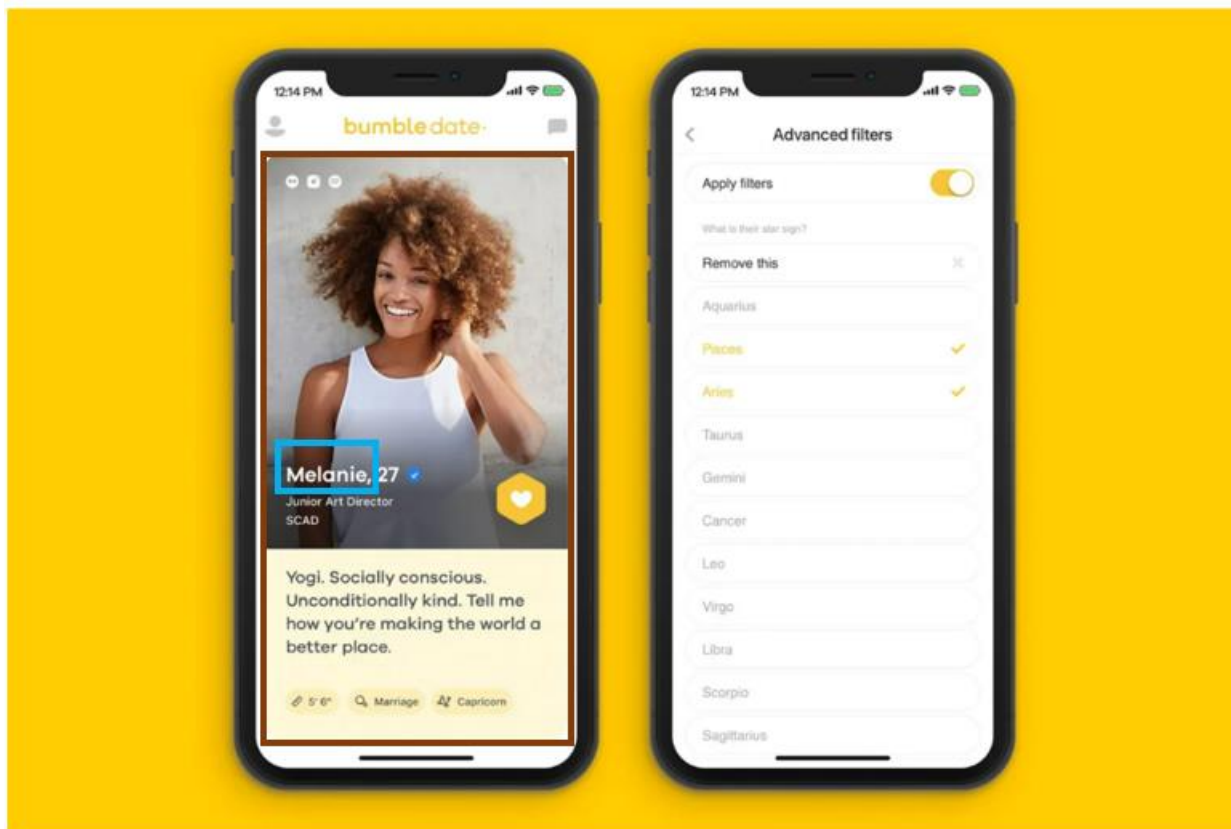 12:14 PM
bumble date·
Melanie, 27
Junior Art Director
SCAD
Yogi. Socially conscious.
Unconditionally kind. Tell me
how you're making the world a
better place.
5' 6" Marriage Capricorn
12:14 PM
Advanced filters
Apply filters
What is their star sign?
Remove this
Aquarius
Pisces
Aries
Taurus
Gemini
Cancer
Leo
Virgo
Libra
Scorpio
Sagittarius